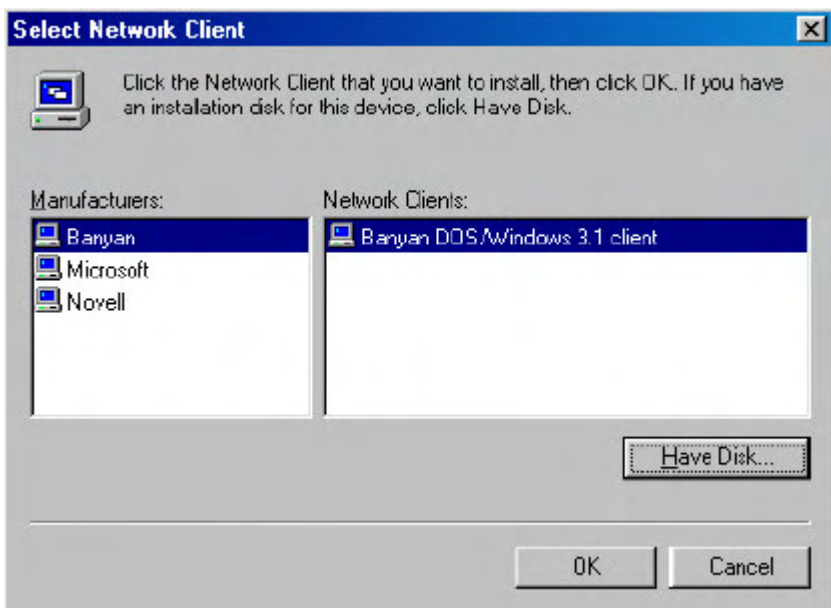 Select Network Client
Click the Network Client that you want to install, then click OK. If you have
an installation disk for this device, click Have Disk.
Manufacturers:
Network Clients:
Banyan
Banyan DOS/Windows 3.1 client
Microsoft
Novell
Have Disk...
OK
Cancel